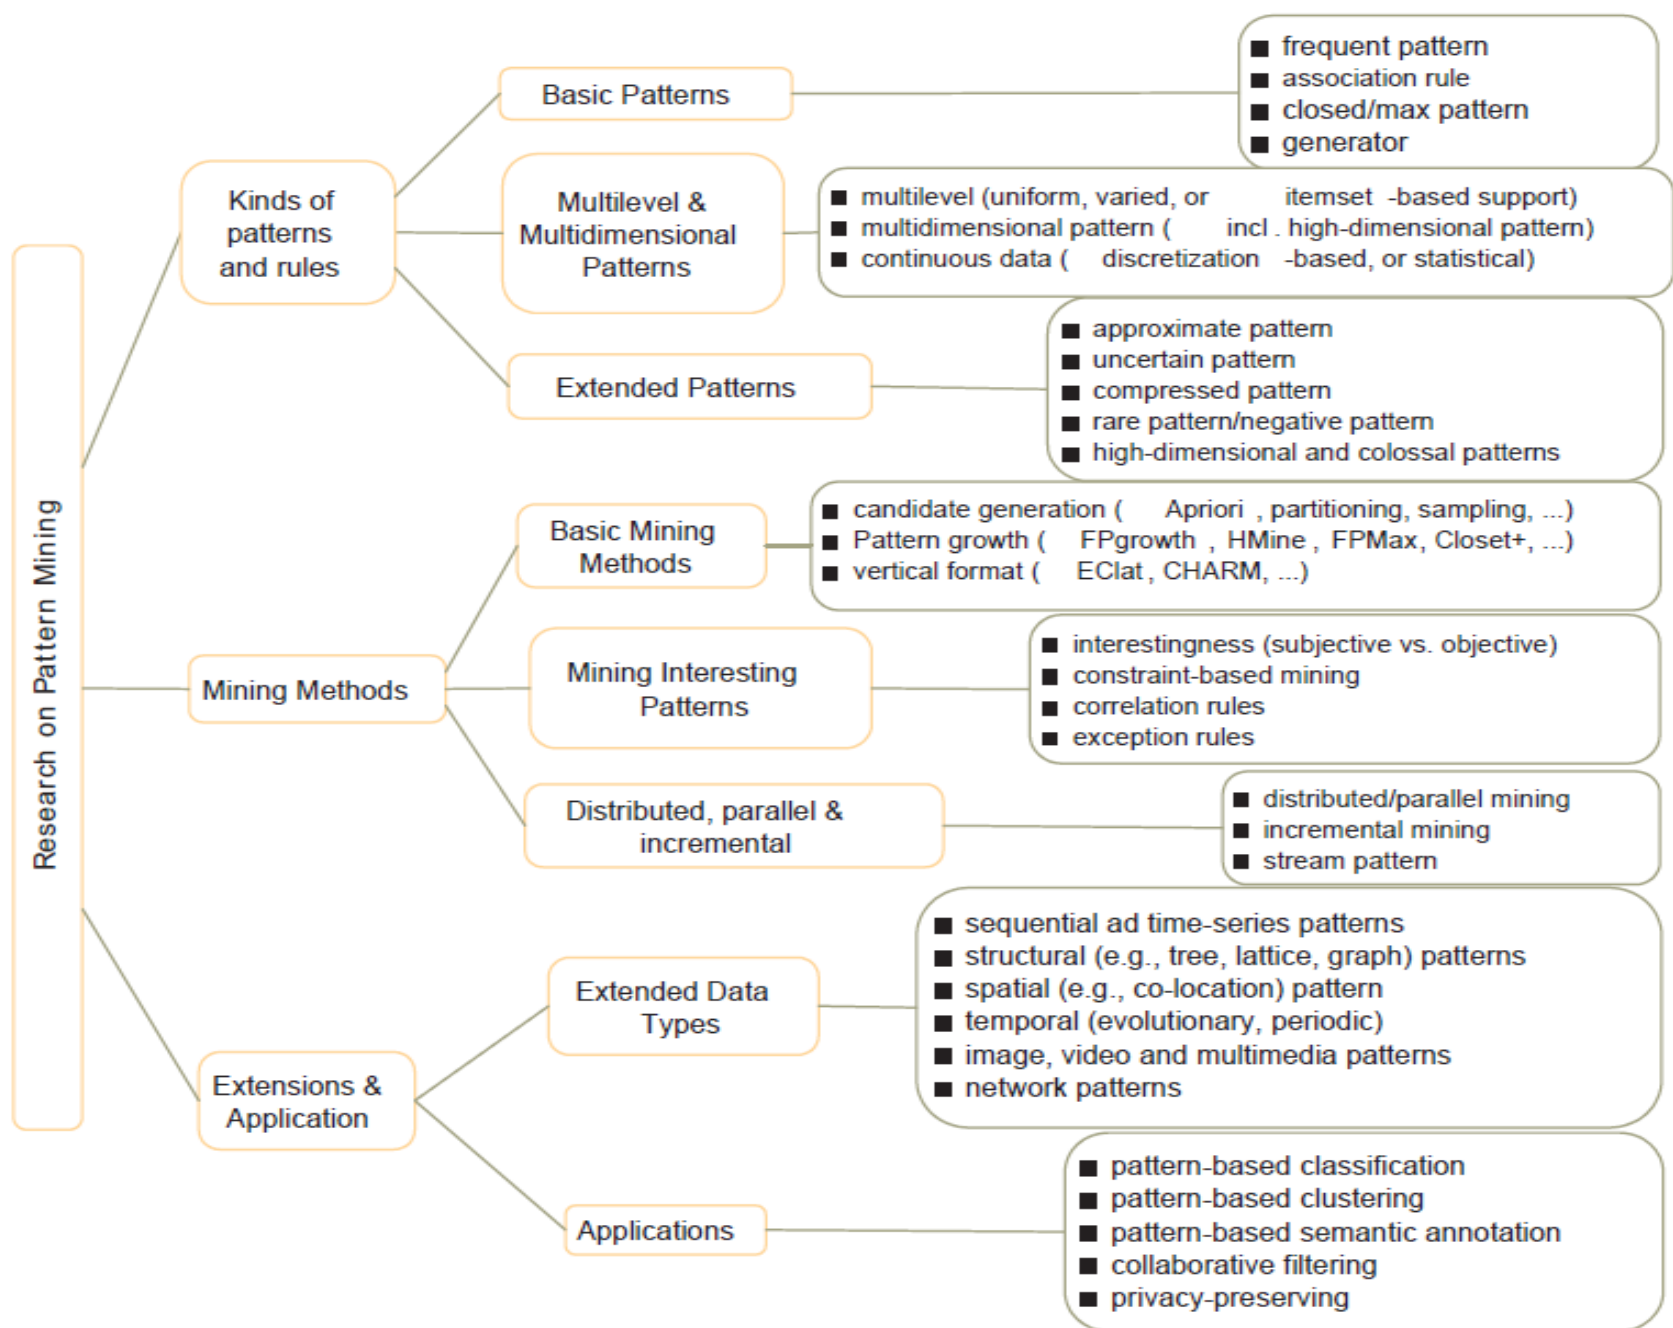 Research on Pattern Mining
Kinds of
patterns
and rules
Basic Patterns
frequent pattern
association rule
closed/max pattern
generator
Multilevel &
Multidimensional
Patterns
multilevel (uniform, varied, or itemset -based support)
multidimensional pattern ( incl . high-dimensional pattern)
continuous data ( discretization -based, or statistical)
Extended Patterns
approximate pattern
uncertain pattern
compressed pattern
rare pattern/negative pattern
high-dimensional and colossal patterns
Mining Methods
Basic Mining
Methods
candidate generation ( Apriori , partitioning, sampling, ...)
Pattern growth ( FPgrowth , HMine , FPMax, Closet+, ...)
vertical format ( EClat , CHARM, ...)
Mining Interesting
Patterns
interestingness (subjective vs. objective)
constraint-based mining
correlation rules
exception rules
Distributed, parallel &
incremental
distributed/parallel mining
incremental mining
stream pattern
Extensions &
Application
Extended Data
Types
sequential ad time-series patterns
structural (e.g., tree, lattice, graph) patterns
spatial (e.g., co-location) pattern
temporal (evolutionary, periodic)
image, video and multimedia patterns
network patterns
Applications
pattern-based classification
pattern-based clustering
pattern-based semantic annotation
collaborative filtering
privacy-preserving